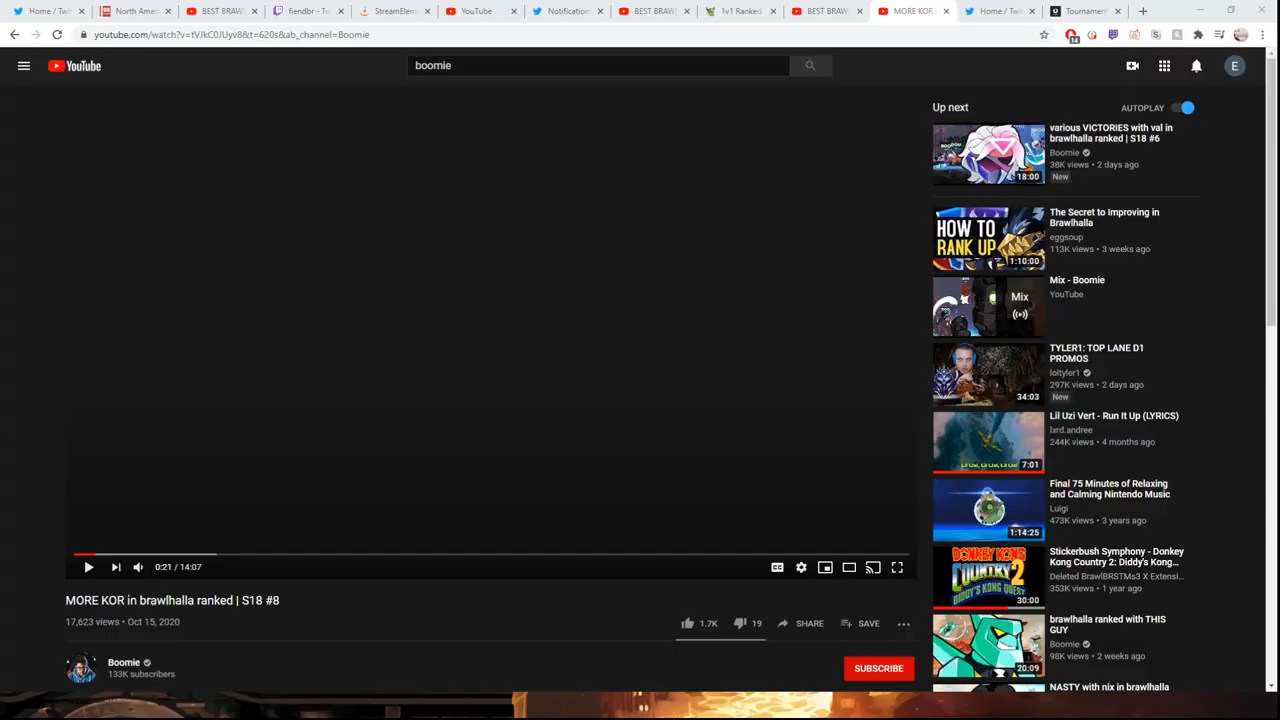 Home / Twit
North Ameri
BEST BRAWL
fiendbr - Tw
StreamElem
YouTube
Notification
BEST BRAWL
1v1 Ranked
BEST BRAWL
MORE KOR
Home / Twit
Tournament
youtube.com/watch?v=tVJkC0JUyv8&t=620s&ab_channel=Boomie
14
YouTube
boomie
E
Up next
AUTOPLAY
various VICTORIES with val in
brawlhalla ranked | S18 #6
Boomie
38K views • 2 days ago
New
18:00
The Secret to Improving in
Brawlhalla
eggsoup
113K views • 3 weeks ago
HOW TO
RANK UP
1:10:00
Mix - Boomie
YouTube
Mix
TYLER1: TOP LANE D1
PROMOS
loltyler1
297K views • 2 days ago
New
34:03
Lil Uzi Vert - Run It Up (LYRICS)
lxrd.andree
244K views • 4 months ago
7:01
Final 75 Minutes of Relaxing
and Calming Nintendo Music
Luigi
473K views • 3 years ago
1:14:25
Stickerbush Symphony - Donkey
Kong Country 2: Diddy's Kong...
Deleted BrawlBRSTMs3 X Extensi...
353K views • 1 year ago
DONKEY KONG
COUNTRY 2
30:00
brawlhalla ranked with THIS
GUY
Boomie
98K views • 2 weeks ago
20:09
NASTY with nix in brawlhalla
0:21 / 14:07
MORE KOR in brawlhalla ranked | S18 #8
17,623 views • Oct 15, 2020
1.7K
19
SHARE
SAVE
Boomie
133K subscribers
SUBSCRIBE